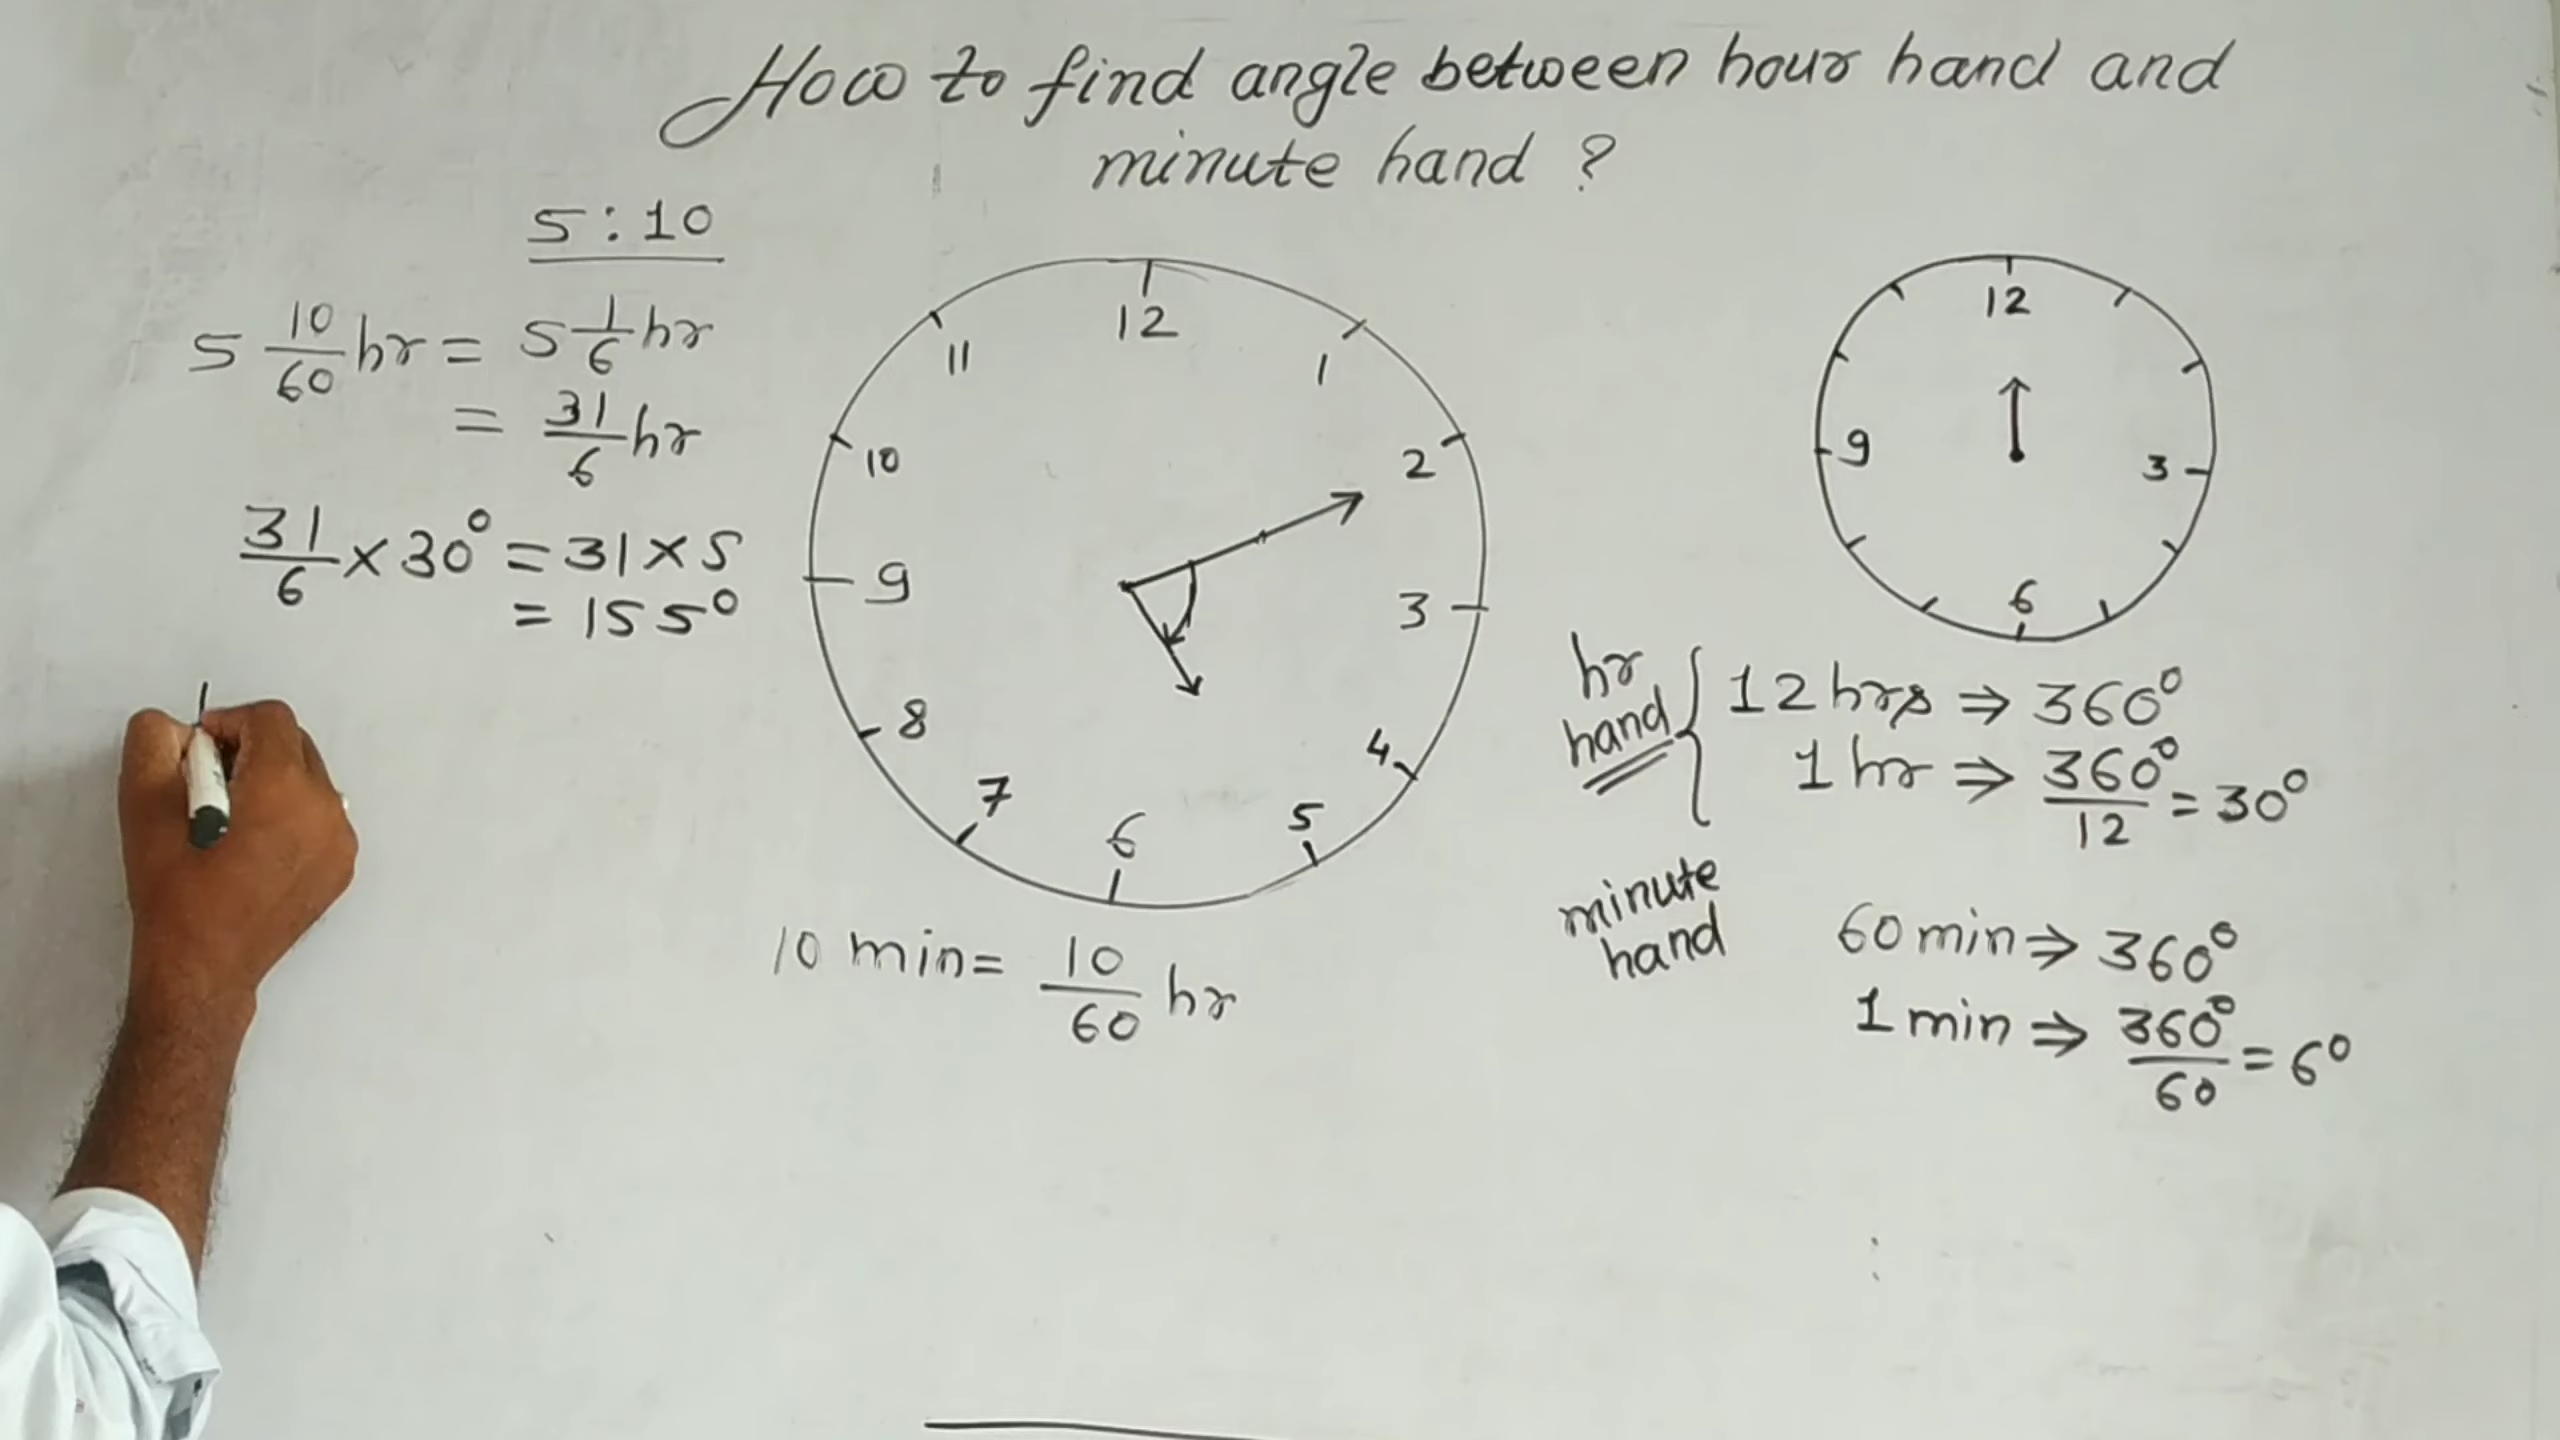 How to find angle between hour hand and
minute hand ?
5:10
5 10/60 hr = 5 1/6 hr
= 31/6 hr
31/6 × 30° = 31 × 5
= 155°
12
1
2
3
4
5
6
7
8
9
10
11
10 min = 10/60 hr
12
3
6
9
hr hand { 12 hrs ⇒ 360°
1 hr ⇒ 360°/12 = 30°
minute hand
60 min ⇒ 360°
1 min ⇒ 360°/60 = 6°